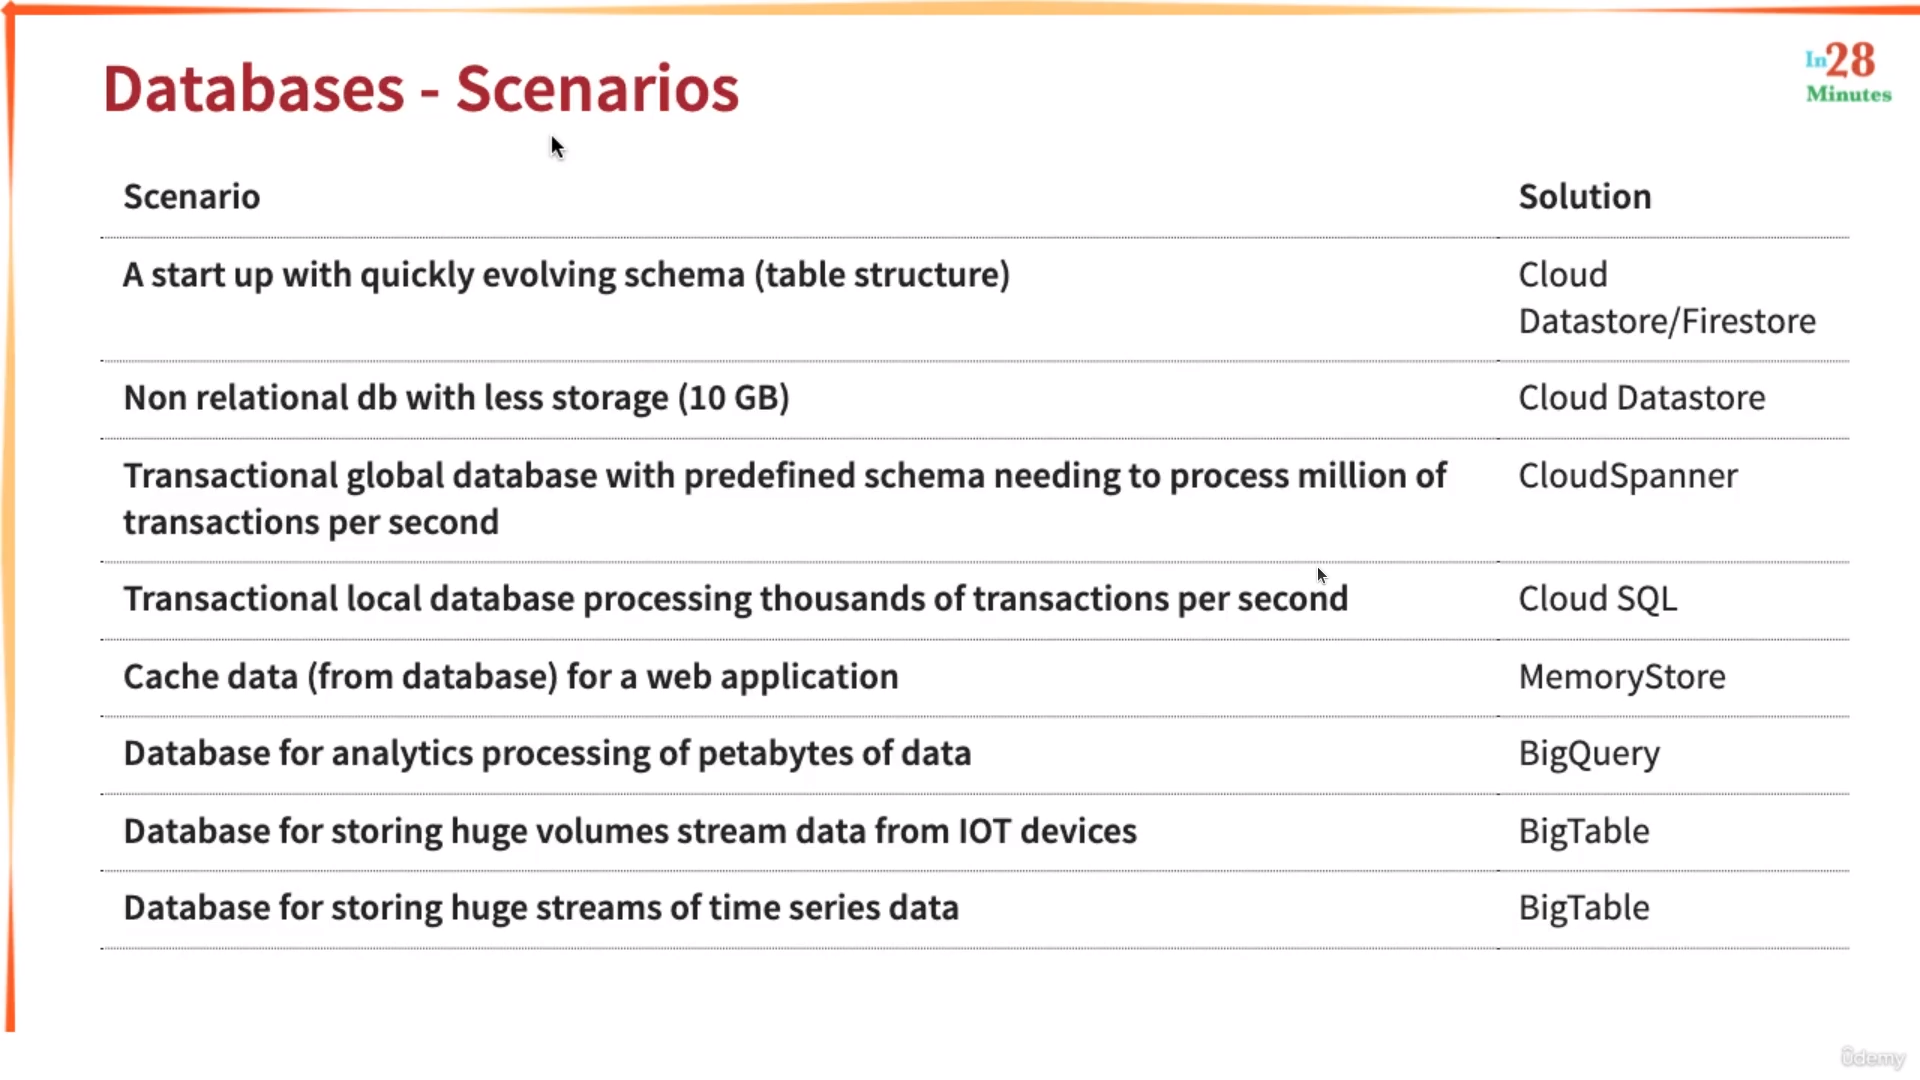 In28
Minutes
Databases - Scenarios
Scenario Solution
A start up with quickly evolving schema (table structure) Cloud
Datastore/Firestore
Non relational db with less storage (10 GB) Cloud Datastore
Transactional global database with predefined schema needing to process million of CloudSpanner
transactions per second
Transactional local database processing thousands of transactions per second Cloud SQL
Cache data (from database) for a web application MemoryStore
Database for analytics processing of petabytes of data BigQuery
Database for storing huge volumes stream data from IOT devices BigTable
Database for storing huge streams of time series data BigTable
ûdemy